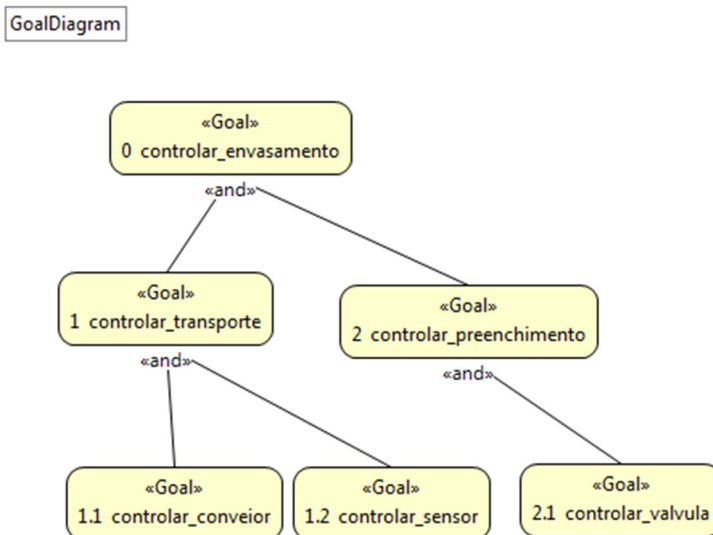 GoalDiagram
«Goal»
0 controlar_envasamento
«and»
«Goal»
1 controlar_transporte
«Goal»
2 controlar_preenchimento
«and»
«and»
«Goal»
1.1 controlar_conveior
«Goal»
1.2 controlar_sensor
«Goal»
2.1 controlar_valvula